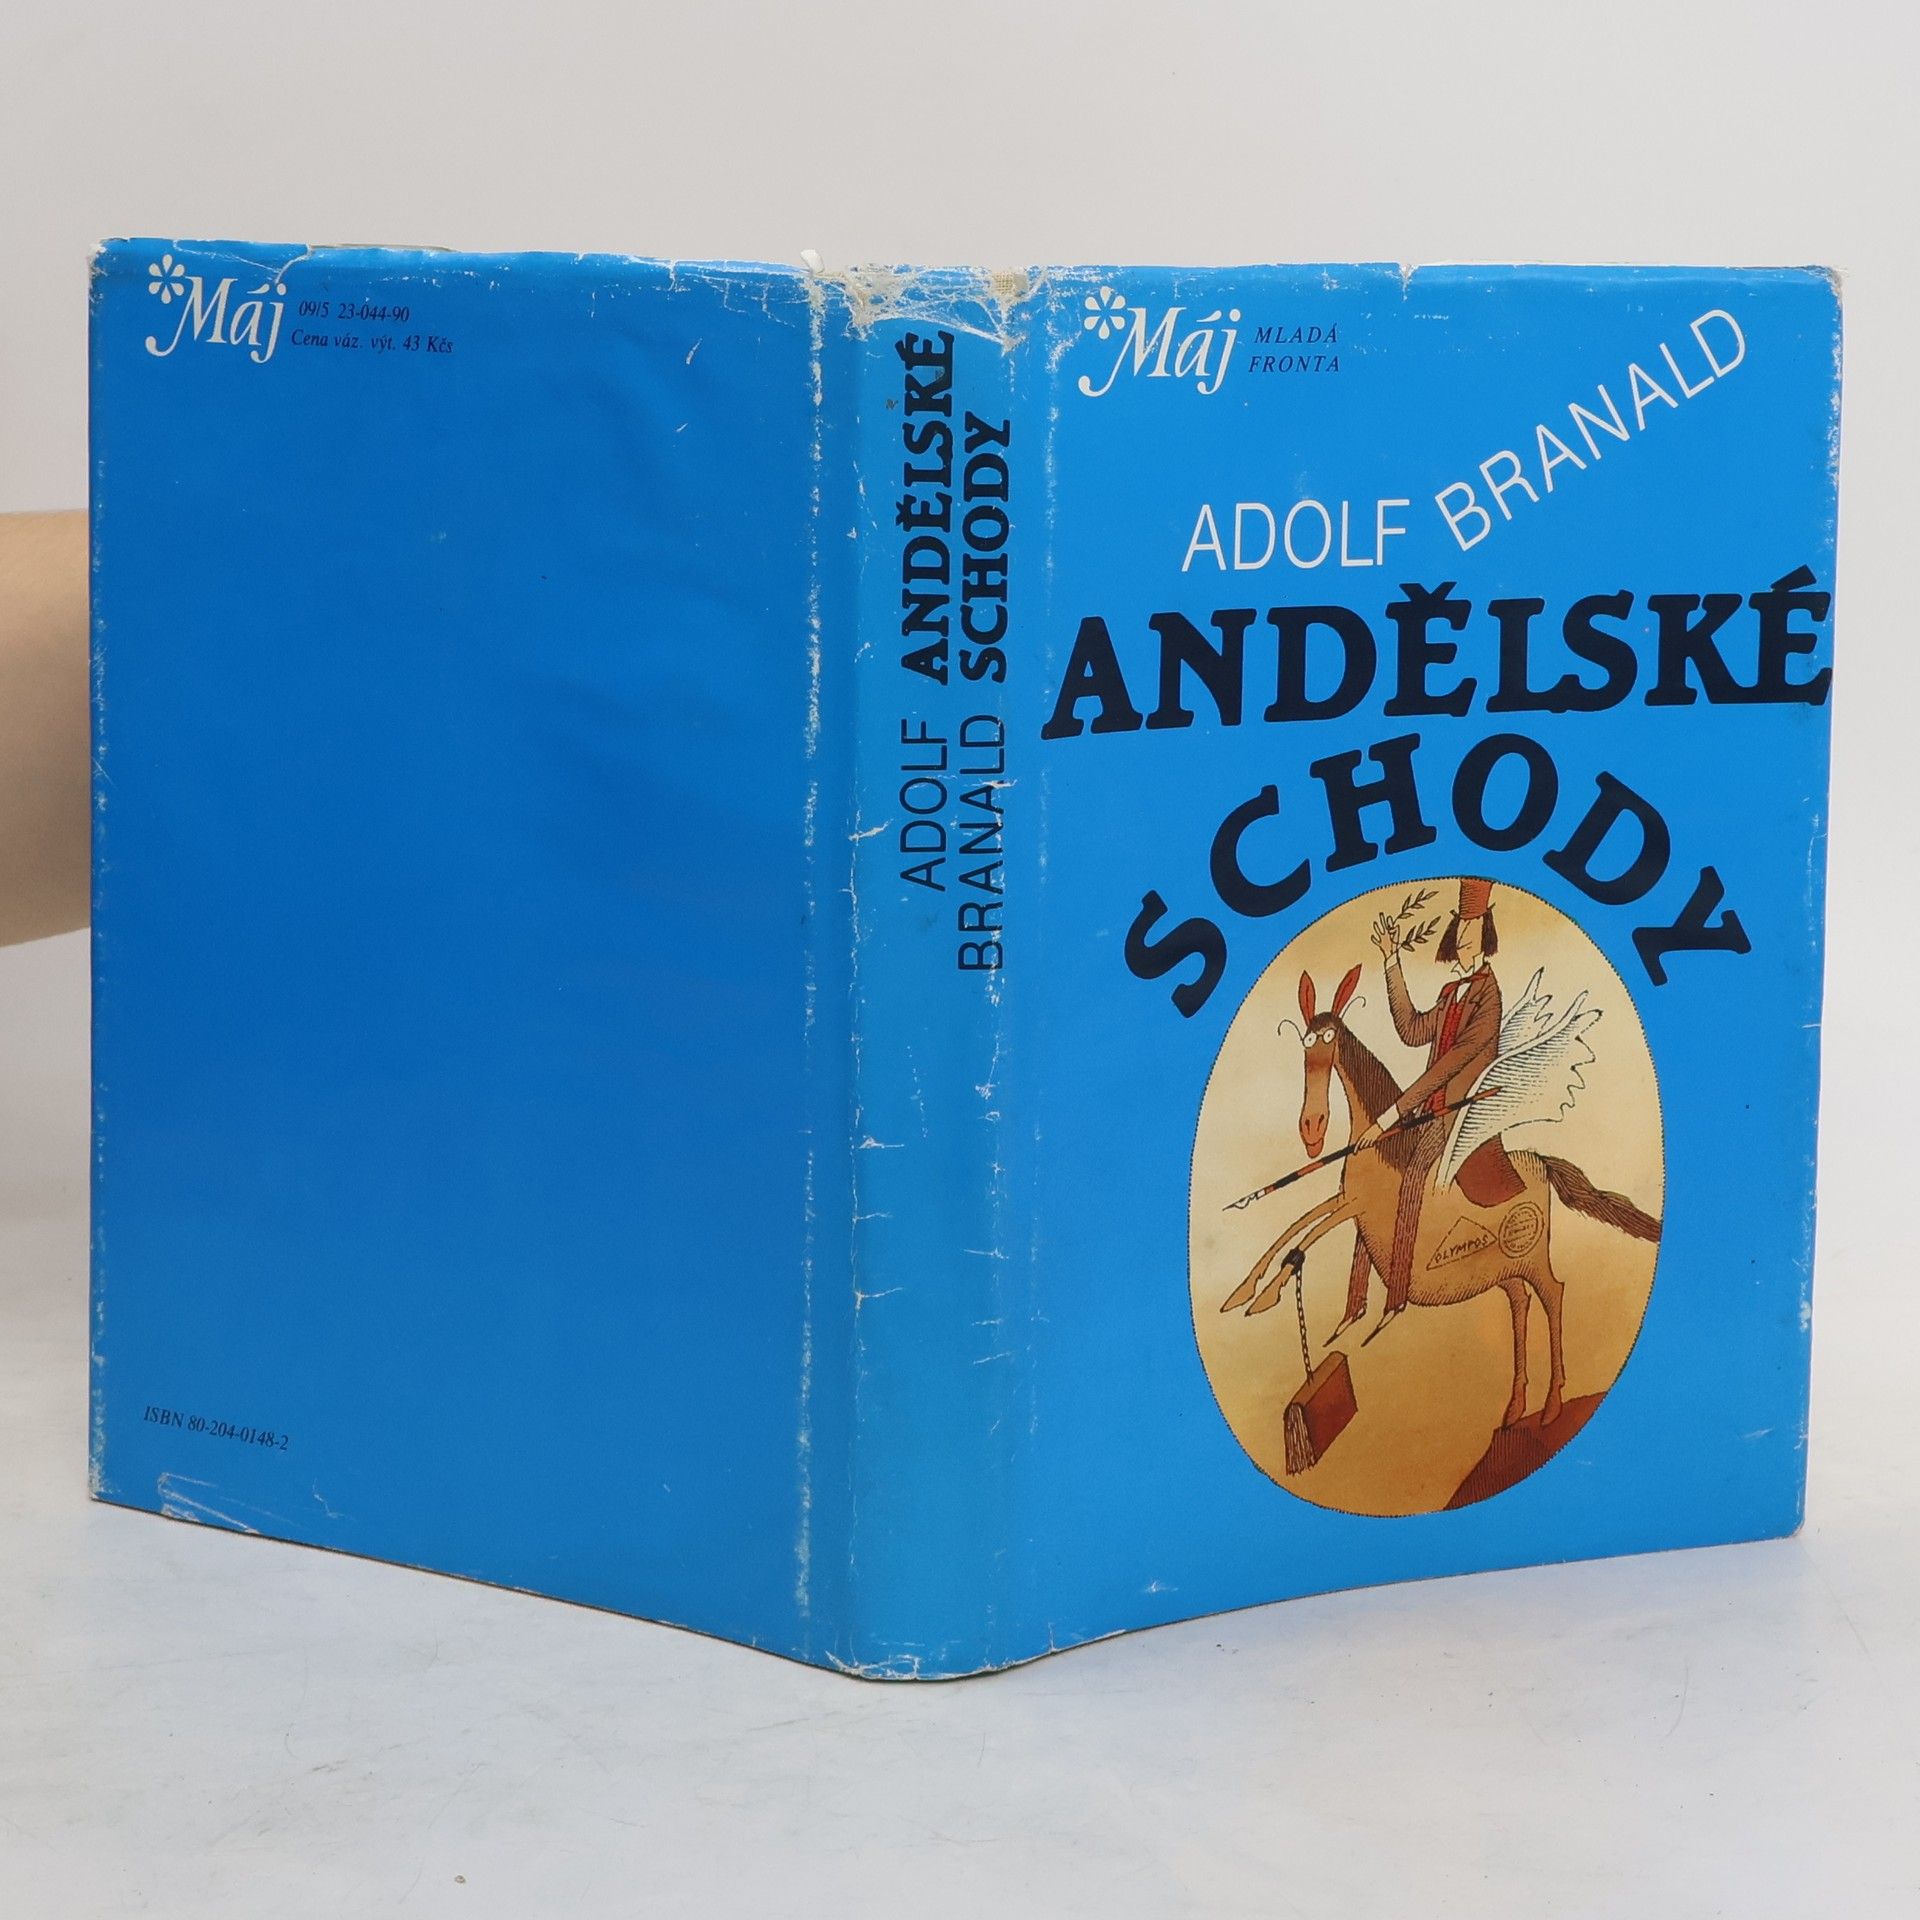 Máj
09/5 23-044-90
Cena váz. výt. 43 Kčs
ISBN 80-204-0148-2
ADOLF
BRANALD
ANDĚLSKÉ
SCHODY
Máj
MLADÁ
FRONTA
ADOLF BRANALD
ANDĚLSKÉ
SCHODY
OLYMPOS